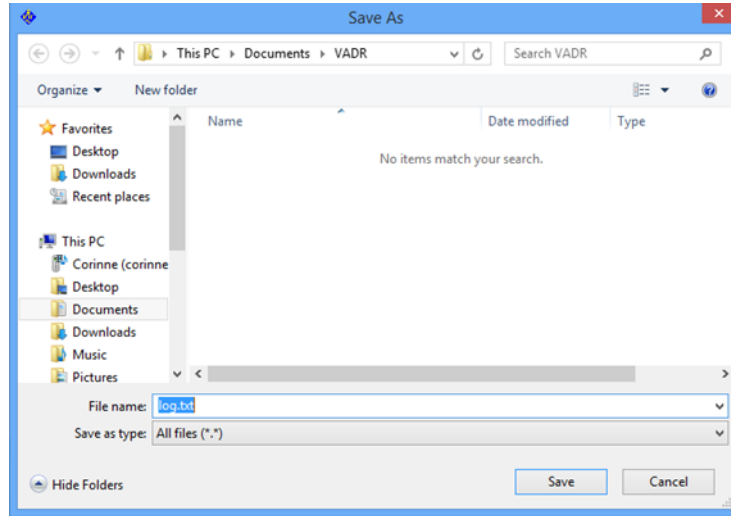 Save As
This PC Documents VADR Search VADR
Organize New folder
Name Date modified Type
No items match your search.
Favorites
Desktop
Downloads
Recent places
This PC
Corinne (corinne
Desktop
Documents
Downloads
Music
Pictures
File name: log.txt
Save as type: All files (*.*)
Hide Folders Save Cancel